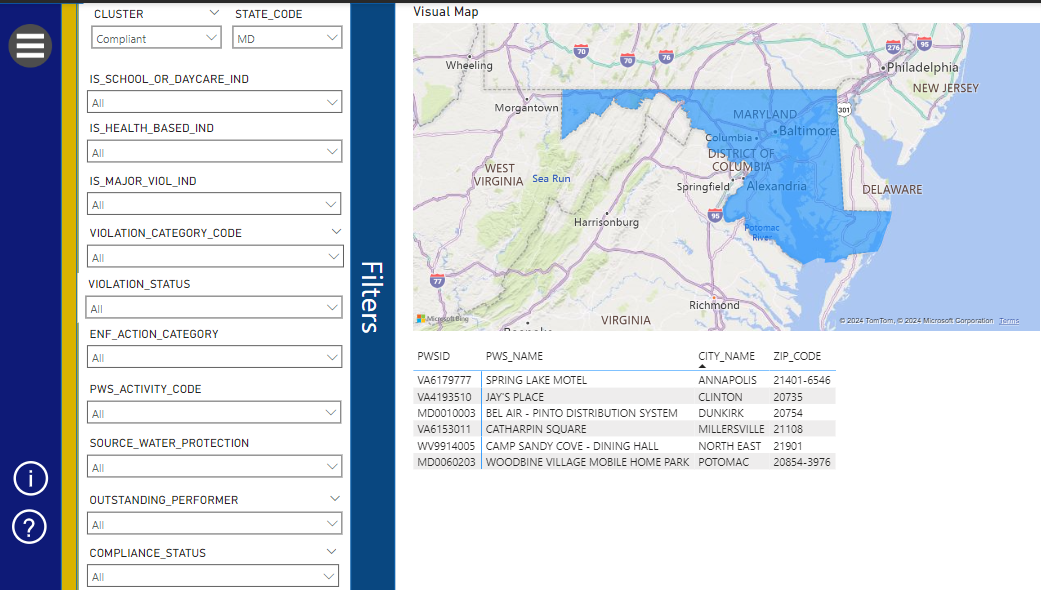 CLUSTER STATE_CODE
Compliant MD
IS_SCHOOL_OR_DAYCARE_IND
All
IS_HEALTH_BASED_IND
All
IS_MAJOR_VIOL_IND
All
VIOLATION_CATEGORY_CODE
All
VIOLATION_STATUS
All
ENF_ACTION_CATEGORY
All
PWS_ACTIVITY_CODE
All
SOURCE_WATER_PROTECTION
All
OUTSTANDING_PERFORMER
All
COMPLIANCE_STATUS
All
i
?
Filters
Visual Map
70
70
76
276
95
Wheeling
Philadelphia
NEW JERSEY
Morgantown
301
MARYLAND
Baltimore
Columbia
DISTRICT OF
COLUMBIA
WEST
VIRGINIA
Sea Run
Springfield
Alexandria
DELAWARE
95
Harrisonburg
Potomac
River
77
Richmond
VIRGINIA
Microsoft Bing
© 2024 TomTom, © 2024 Microsoft Corporation Terms
PWSID PWS_NAME CITY_NAME ZIP_CODE
VA6179777 SPRING LAKE MOTEL ANNAPOLIS 21401-6546
VA4193510 JAY'S PLACE CLINTON 20735
MD0010003 BEL AIR - PINTO DISTRIBUTION SYSTEM DUNKIRK 20754
VA6153011 CATHARPIN SQUARE MILLERSVILLE 21108
WV9914005 CAMP SANDY COVE - DINING HALL NORTH EAST 21901
MD0060203 WOODBINE VILLAGE MOBILE HOME PARK POTOMAC 20854-3976